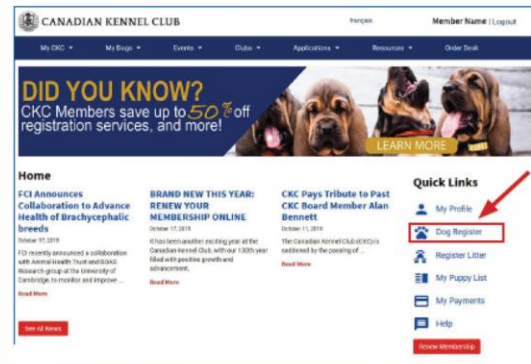 CANADIAN KENNEL CLUB
français
Member Name | Logout
My CKC
My Dogs
Events
Clubs
Applications
Resources
Order Desk
DID YOU KNOW?
CKC Members save up to 50% off
registration services, and more!
LEARN MORE
Home
FCI Announces
Collaboration to Advance
Health of Brachycephalic
breeds
October 17, 2019
FCI recently announced a collaboration
with Animal Health Trust and BOAS
Research group at the University of
Cambridge, to monitor and improve ...
Read More
See All News
BRAND NEW THIS YEAR:
RENEW YOUR
MEMBERSHIP ONLINE
October 17, 2019
It has been another exciting year at the
Canadian Kennel Club, with our 130th year
filled with positive growth and
advancement.
Read More
CKC Pays Tribute to Past
CKC Board Member Alan
Bennett
October 11, 2019
The Canadian Kennel Club (CKC) is
saddened by the passing of ...
Read More
Quick Links
My Profile
Dog Register
Register Litter
My Puppy List
My Payments
Help
Renew Membership